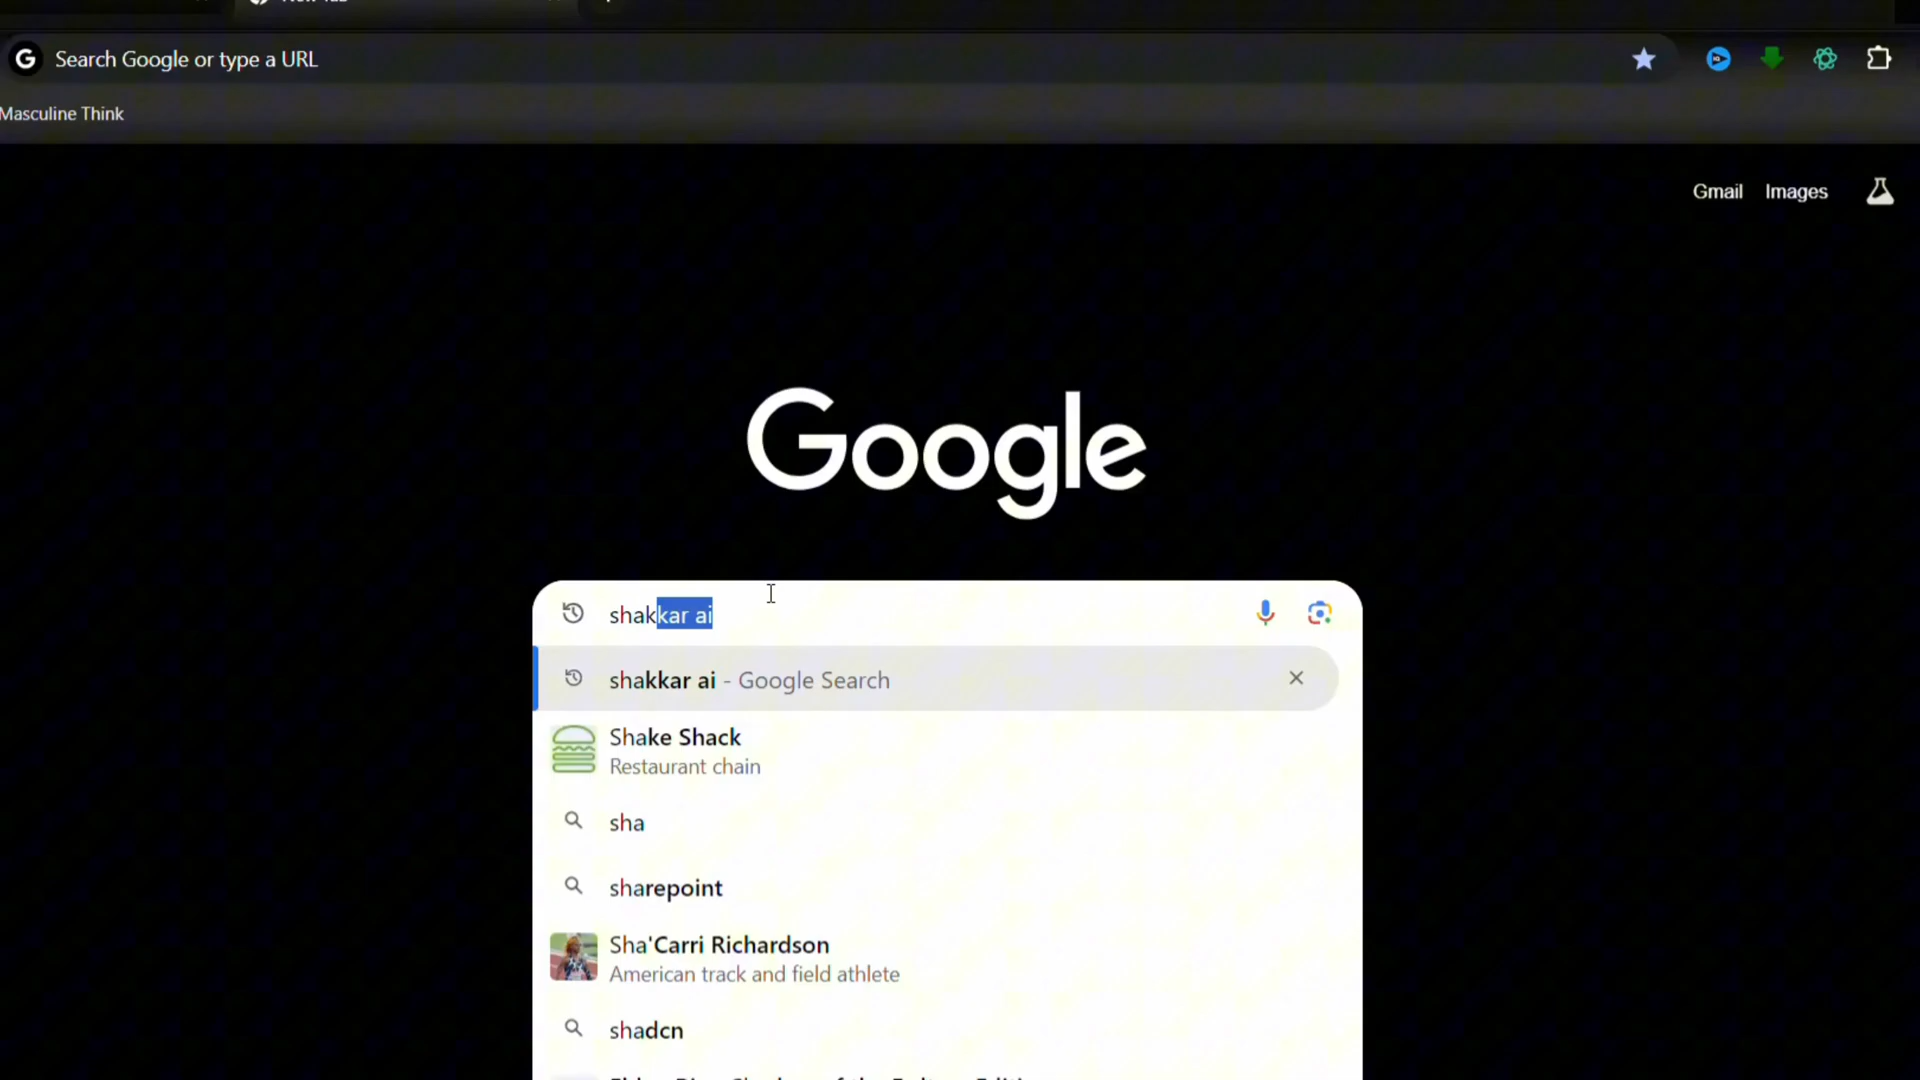 Search Google or type a URL
Masculine Think
Gmail Images
Google
shakkar ai
shakkar ai - Google Search
Shake Shack
Restaurant chain
sha
sharepoint
Sha'Carri Richardson
American track and field athlete
shadcn